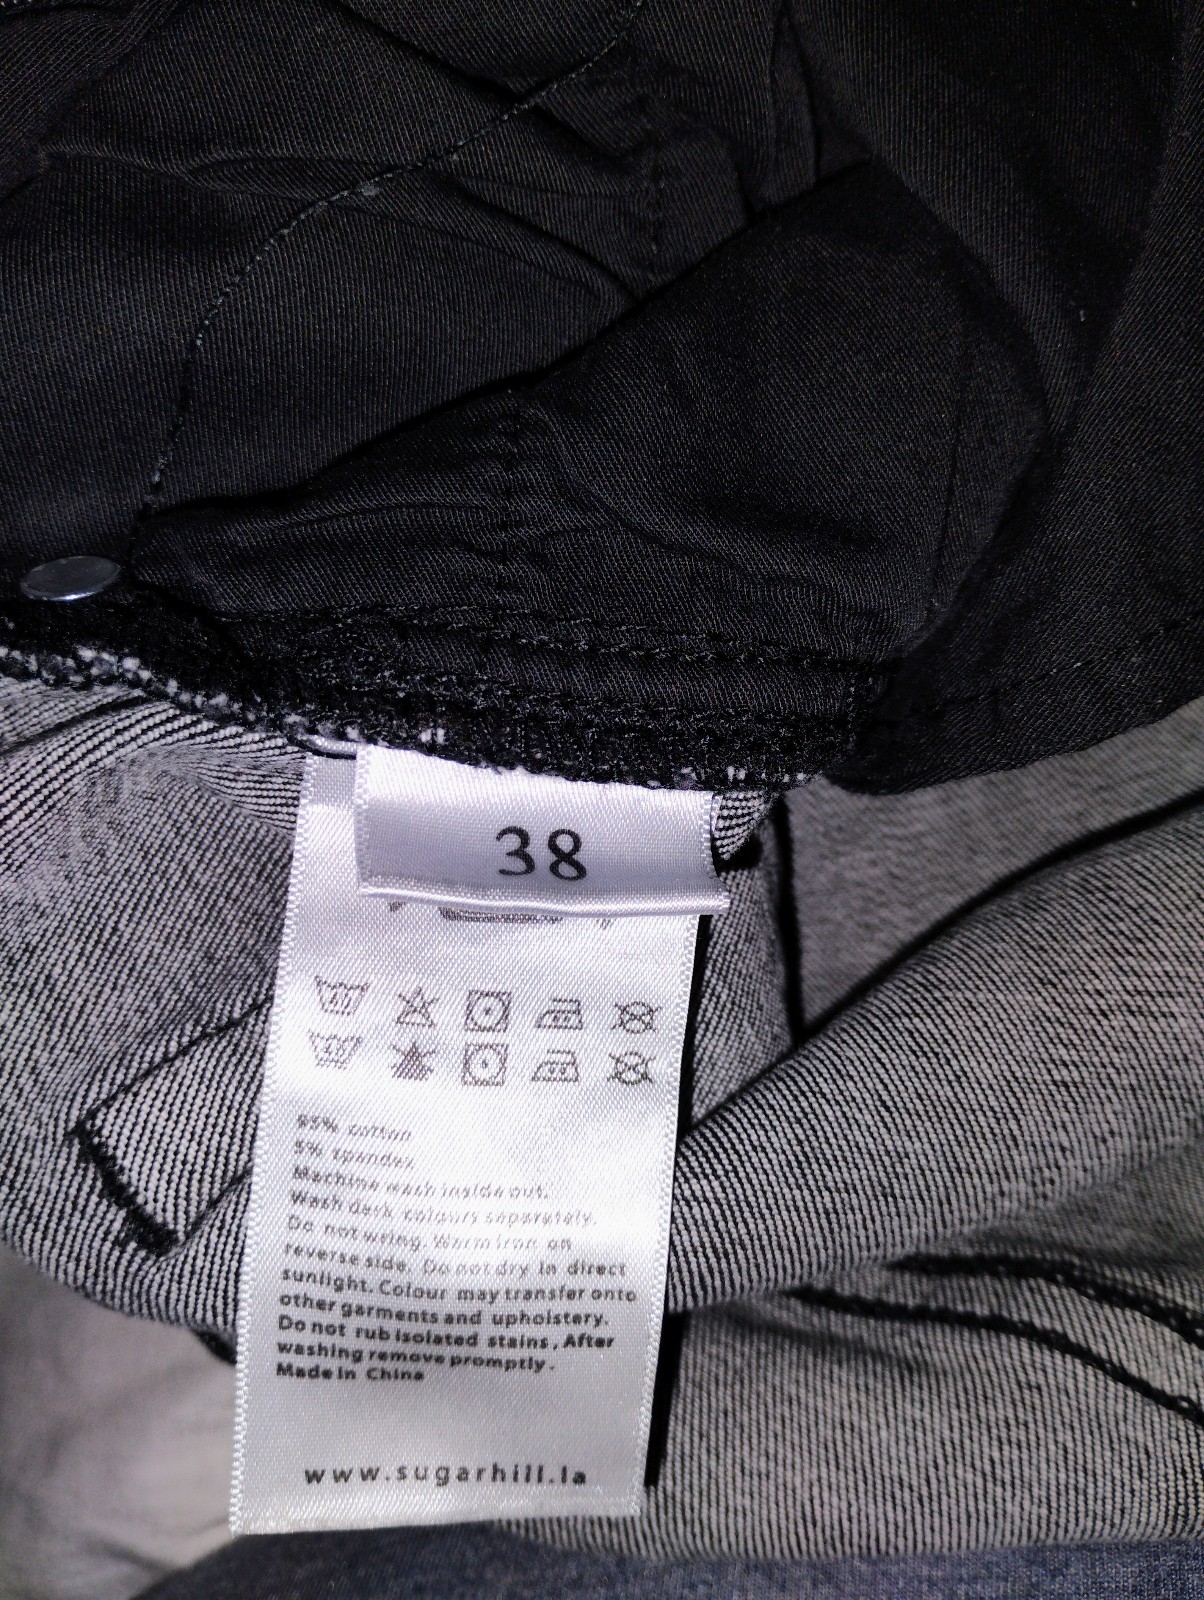 38
40
95% cotton
5% spandex
Machine wash inside out.
Wash dark colours separately.
Do not wring. Warm iron on
reverse side. Do not dry in direct
sunlight. Colour may transfer onto
other garments and upholstery.
Do not rub isolated stains, After
washing remove promptly.
Made in China
www.sugarhill.la